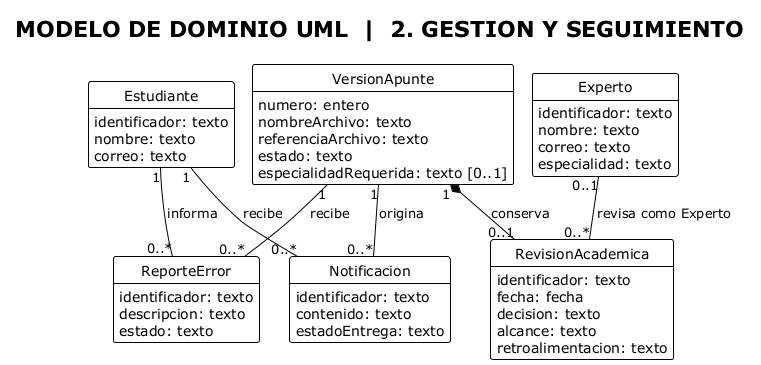 MODELO DE DOMINIO UML | 2. GESTION Y SEGUIMIENTO
Estudiante
identificador: texto
nombre: texto
correo: texto
VersionApunte
numero: entero
nombreArchivo: texto
referenciaArchivo: texto
estado: texto
especialidadRequerida: texto [0..1]
Experto
identificador: texto
nombre: texto
correo: texto
especialidad: texto
1
1
1
1
1
0..1
informa
recibe
recibe
origina
conserva
revisa como Experto
0..*
0..*
0..*
0..*
0..1
0..*
ReporteError
identificador: texto
descripcion: texto
estado: texto
Notificacion
identificador: texto
contenido: texto
estadoEntrega: texto
RevisionAcademica
identificador: texto
fecha: fecha
decision: texto
alcance: texto
retroalimentacion: texto